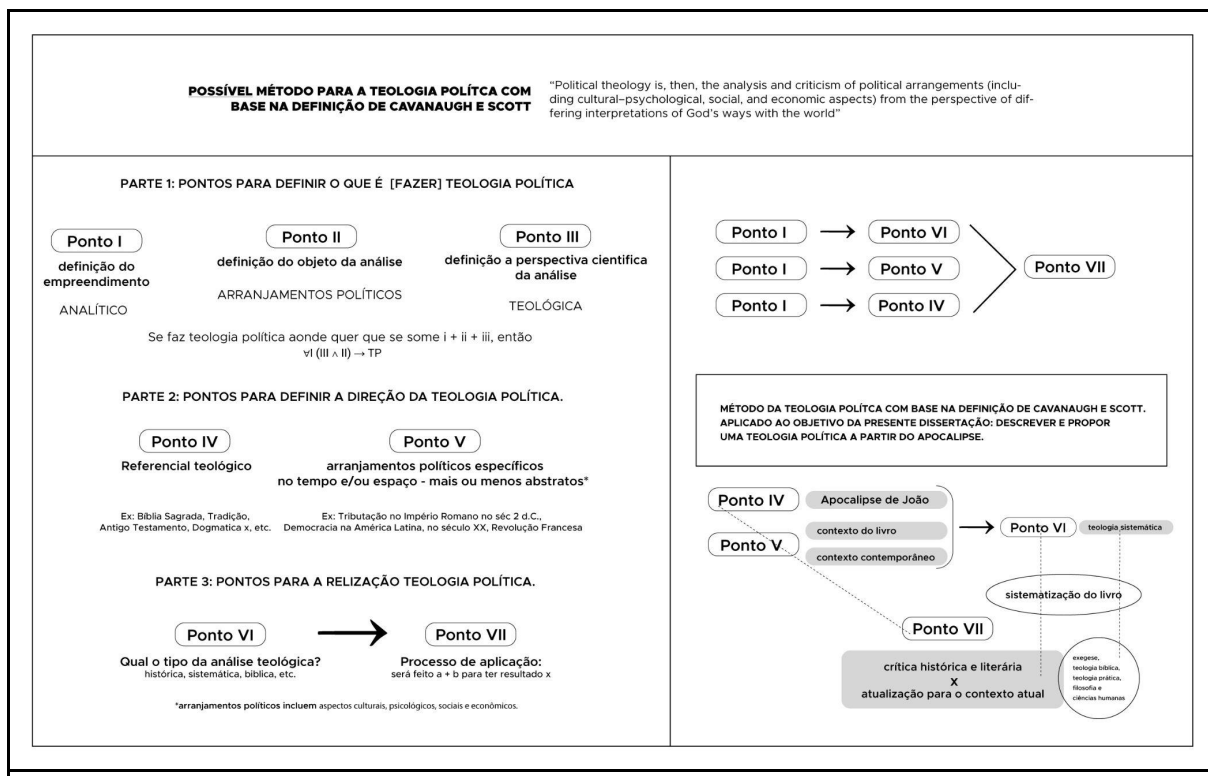 POSSÍVEL MÉTODO PARA A TEOLOGIA POLÍTCA COM
BASE NA DEFINIÇÃO DE CAVANAUGH E SCOTT
“Political theology is, then, the analysis and criticism of political arrangements (inclu-
ding cultural–psychological, social, and economic aspects) from the perspective of dif-
fering interpretations of God’s ways with the world”
PARTE 1: PONTOS PARA DEFINIR O QUE É [FAZER] TEOLOGIA POLÍTICA
Ponto I
definição do
empreendimento
ANALÍTICO
Ponto II
definição do objeto da análise
ARRANJAMENTOS POLÍTICOS
Ponto III
definição a perspectiva cientifica
da análise
TEOLÓGICA
Se faz teologia política aonde quer que se some i + ii + iii, então
∀I (III ∧ II) → TP
PARTE 2: PONTOS PARA DEFINIR A DIREÇÃO DA TEOLOGIA POLÍTICA.
Ponto IV
Referencial teológico
Ex: Bíblia Sagrada, Tradição,
Antigo Testamento, Dogmatica x, etc.
Ponto V
arranjamentos políticos específicos
no tempo e/ou espaço - mais ou menos abstratos*
Ex: Tributação no Império Romano no séc 2 d.C.,
Democracia na América Latina, no século XX, Revolução Francesa
PARTE 3: PONTOS PARA A RELIZAÇÃO TEOLOGIA POLÍTICA.
Ponto VI
Qual o tipo da análise teológica?
histórica, sistemática, bíblica, etc.
Ponto VII
Processo de aplicação:
será feito a + b para ter resultado x
*arranjamentos políticos incluem aspectos culturais, psicológicos, sociais e econômicos.
Ponto I
Ponto VI
Ponto I
Ponto V
Ponto I
Ponto IV
Ponto VII
MÉTODO DA TEOLOGIA POLÍTCA COM BASE NA DEFINIÇÃO DE CAVANAUGH E SCOTT.
APLICADO AO OBJETIVO DA PRESENTE DISSERTAÇÃO: DESCREVER E PROPOR
UMA TEOLOGIA POLÍTICA A PARTIR DO APOCALIPSE.
Ponto IV
Apocalipse de João
Ponto V
contexto do livro
contexto contemporâneo
Ponto VI
teologia sistemática
sistematização do livro
Ponto VII
crítica histórica e literária
X
atualização para o contexto atual
exegese,
teologia bíblica,
teologia prática,
filosofia e
ciências humanas